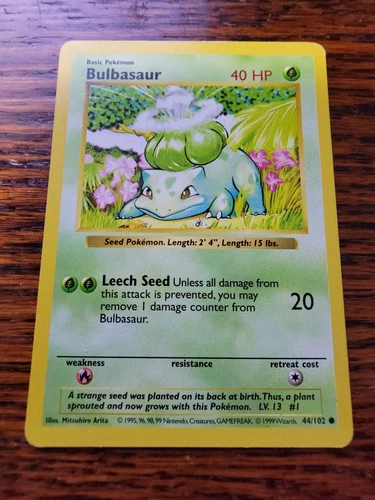 Basic Pokémon
Bulbasaur 40 HP
Seed Pokémon. Length: 2' 4", Length: 15 lbs.
Leech Seed Unless all damage from
this attack is prevented, you may
remove 1 damage counter from
Bulbasaur.
20
weakness resistance retreat cost
A strange seed was planted on its back at birth. Thus, a plant
sprouted and now grows with this Pokémon. LV. 13 #1
Illus. Mitsuhiro Arita © 1995, 96, 98, 99 Nintendo, Creatures, GAMEFREAK. © 1999 Wizards. 44/102